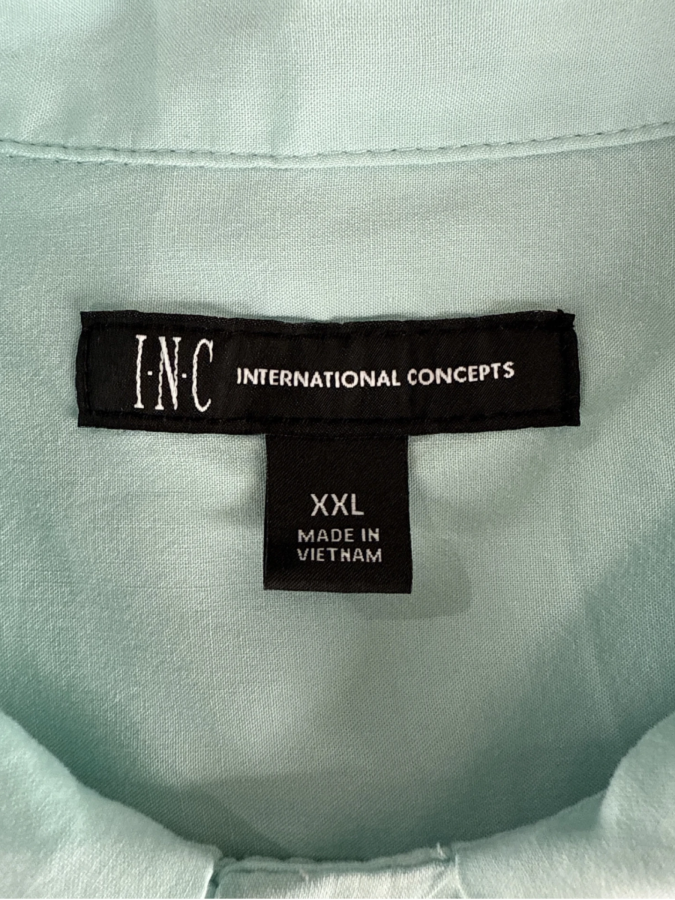 I·N·C INTERNATIONAL CONCEPTS
XXL
MADE IN
VIETNAM